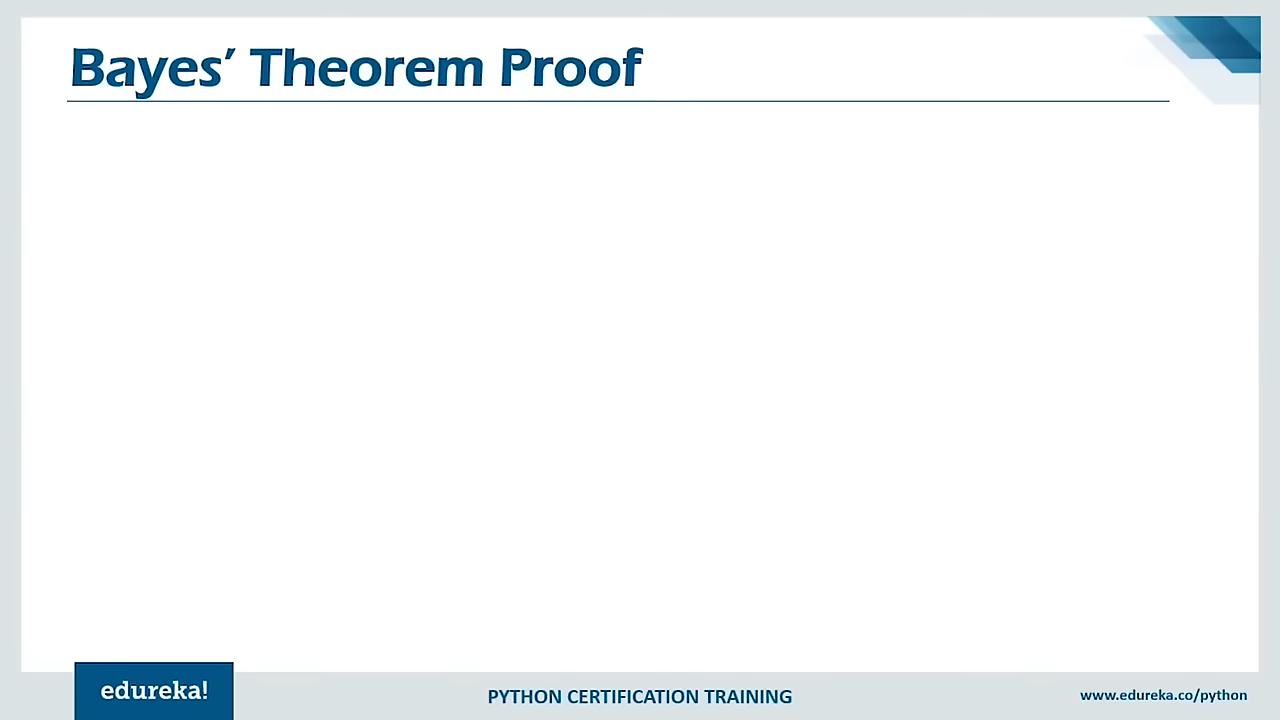 Bayes’ Theorem Proof
edureka!
PYTHON CERTIFICATION TRAINING
www.edureka.co/python